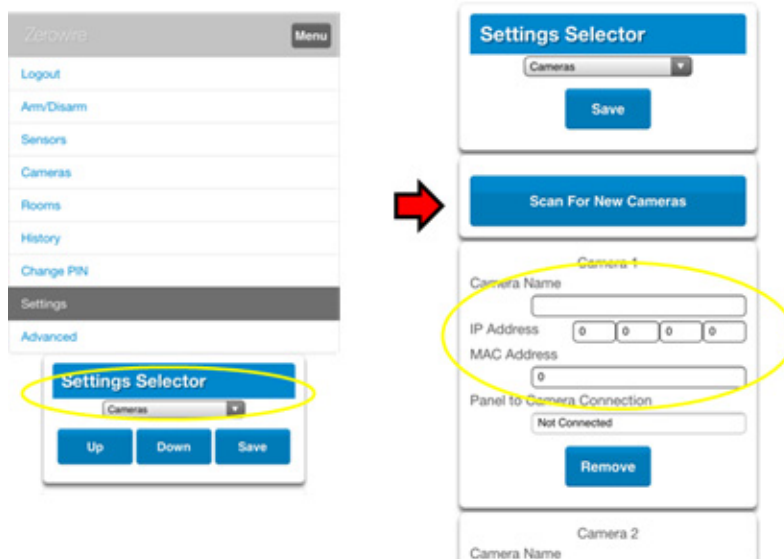 Zerowire
Menu
Logout
Arm/Disarm
Sensors
Cameras
Rooms
History
Change PIN
Settings
Advanced
Settings Selector
Cameras
Up Down Save
Settings Selector
Cameras
Save
Scan For New Cameras
Camera 1
Camera Name
IP Address 0 0 0 0
MAC Address
0
Panel to Camera Connection
Not Connected
Remove
Camera 2
Camera Name